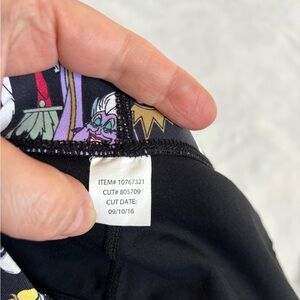 ITEM# 10767321
CUT# 805709
CUT DATE:
09/10/16